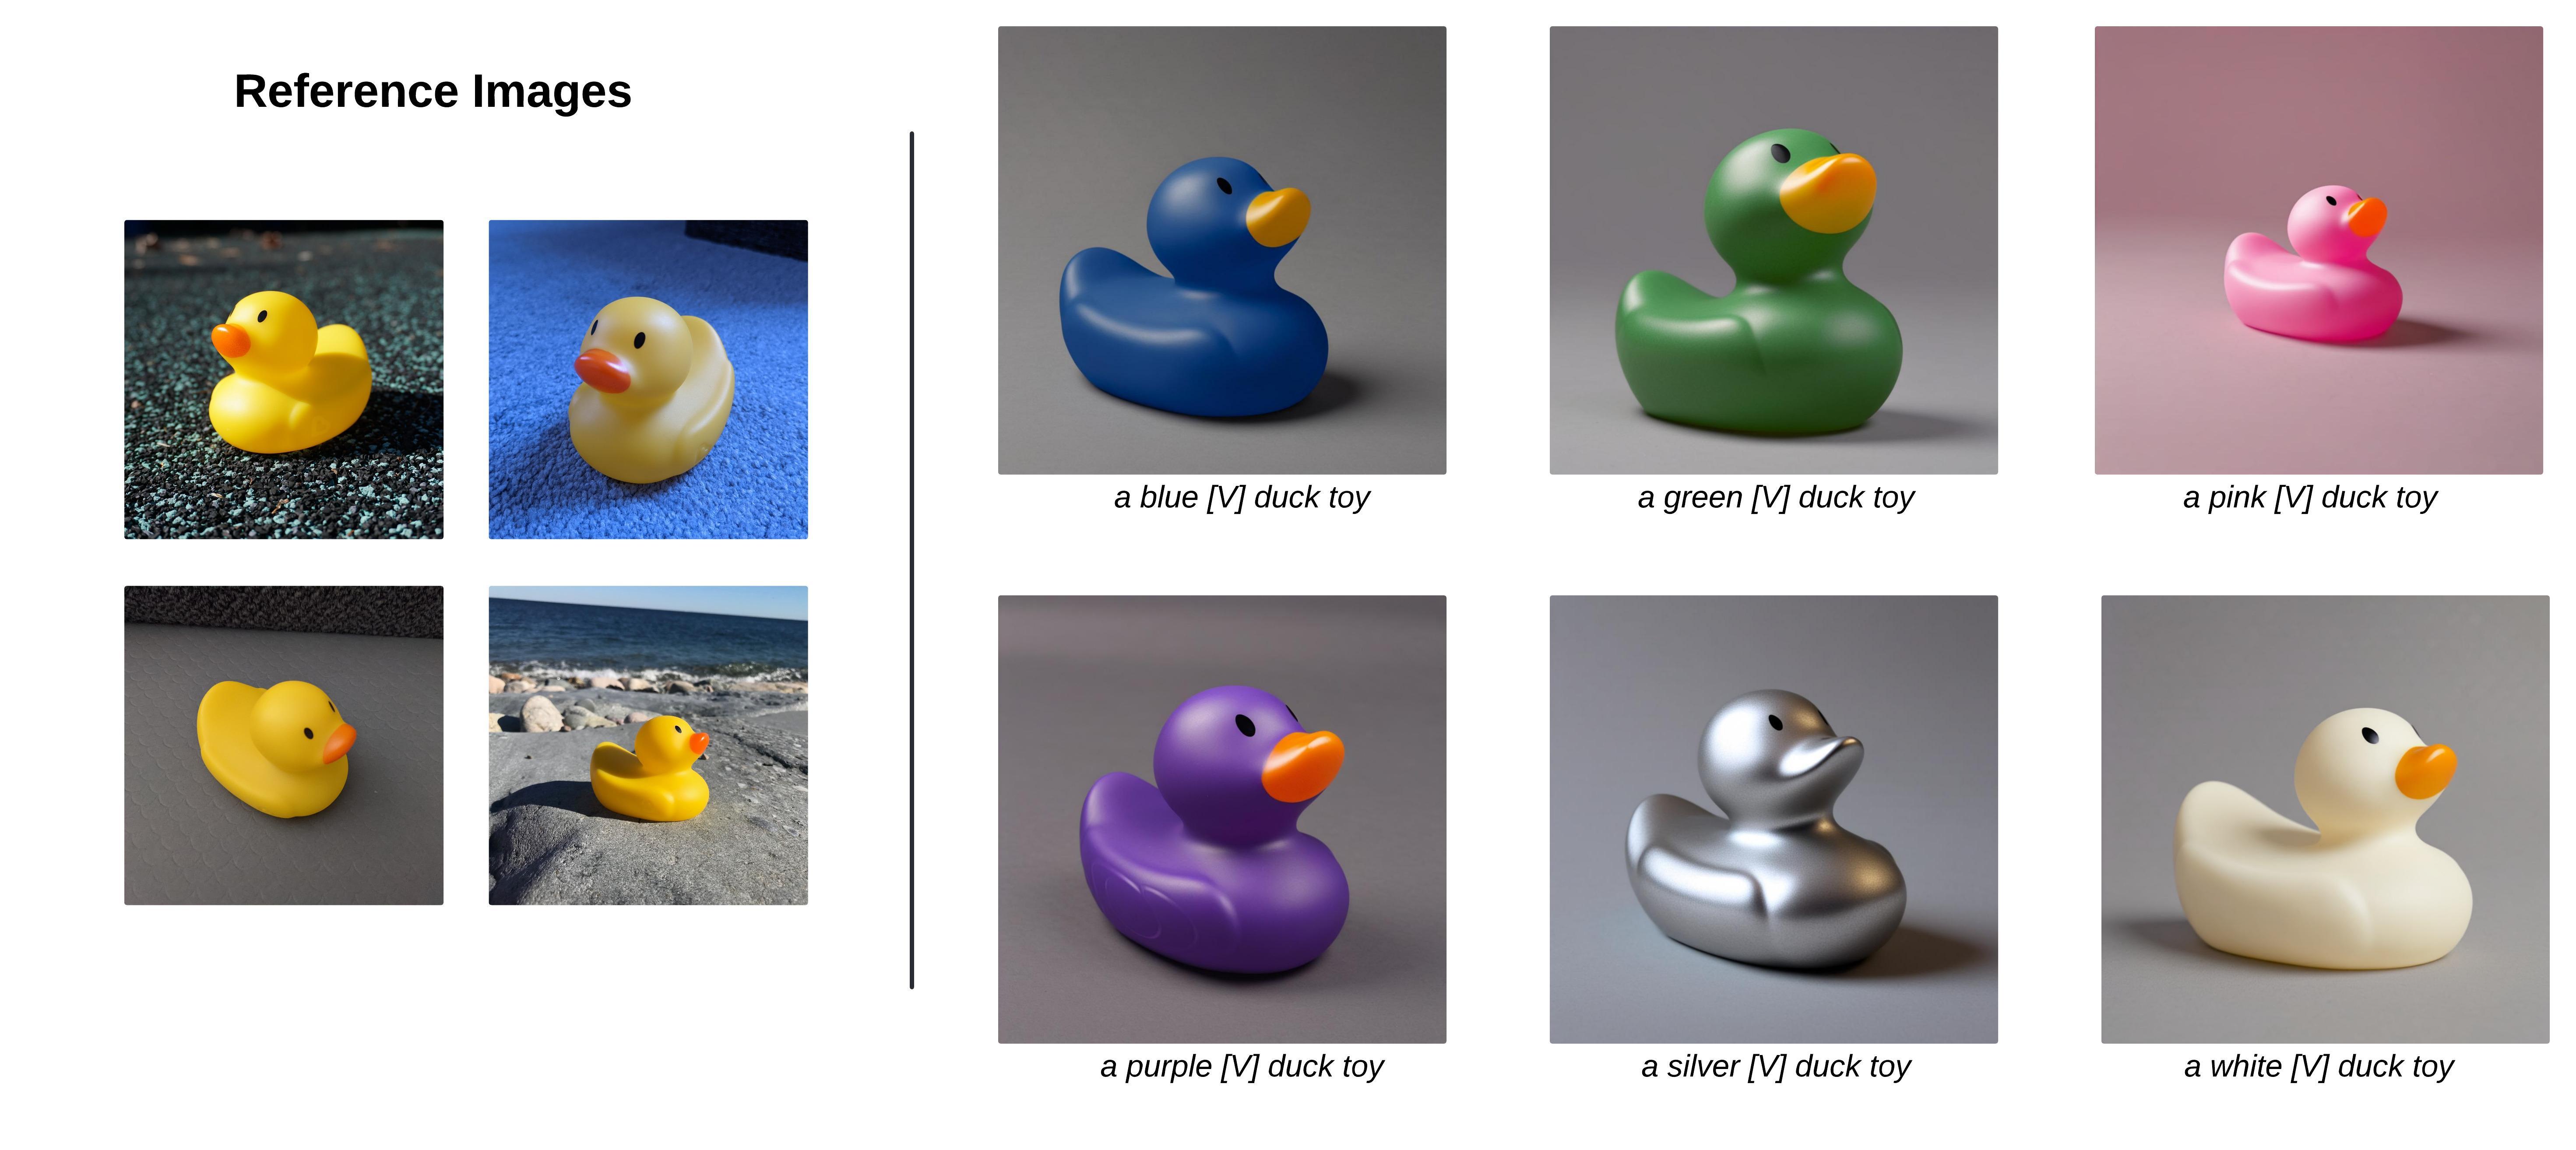 Reference Images
a blue [V] duck toy
a green [V] duck toy
a pink [V] duck toy
a purple [V] duck toy
a silver [V] duck toy
a white [V] duck toy